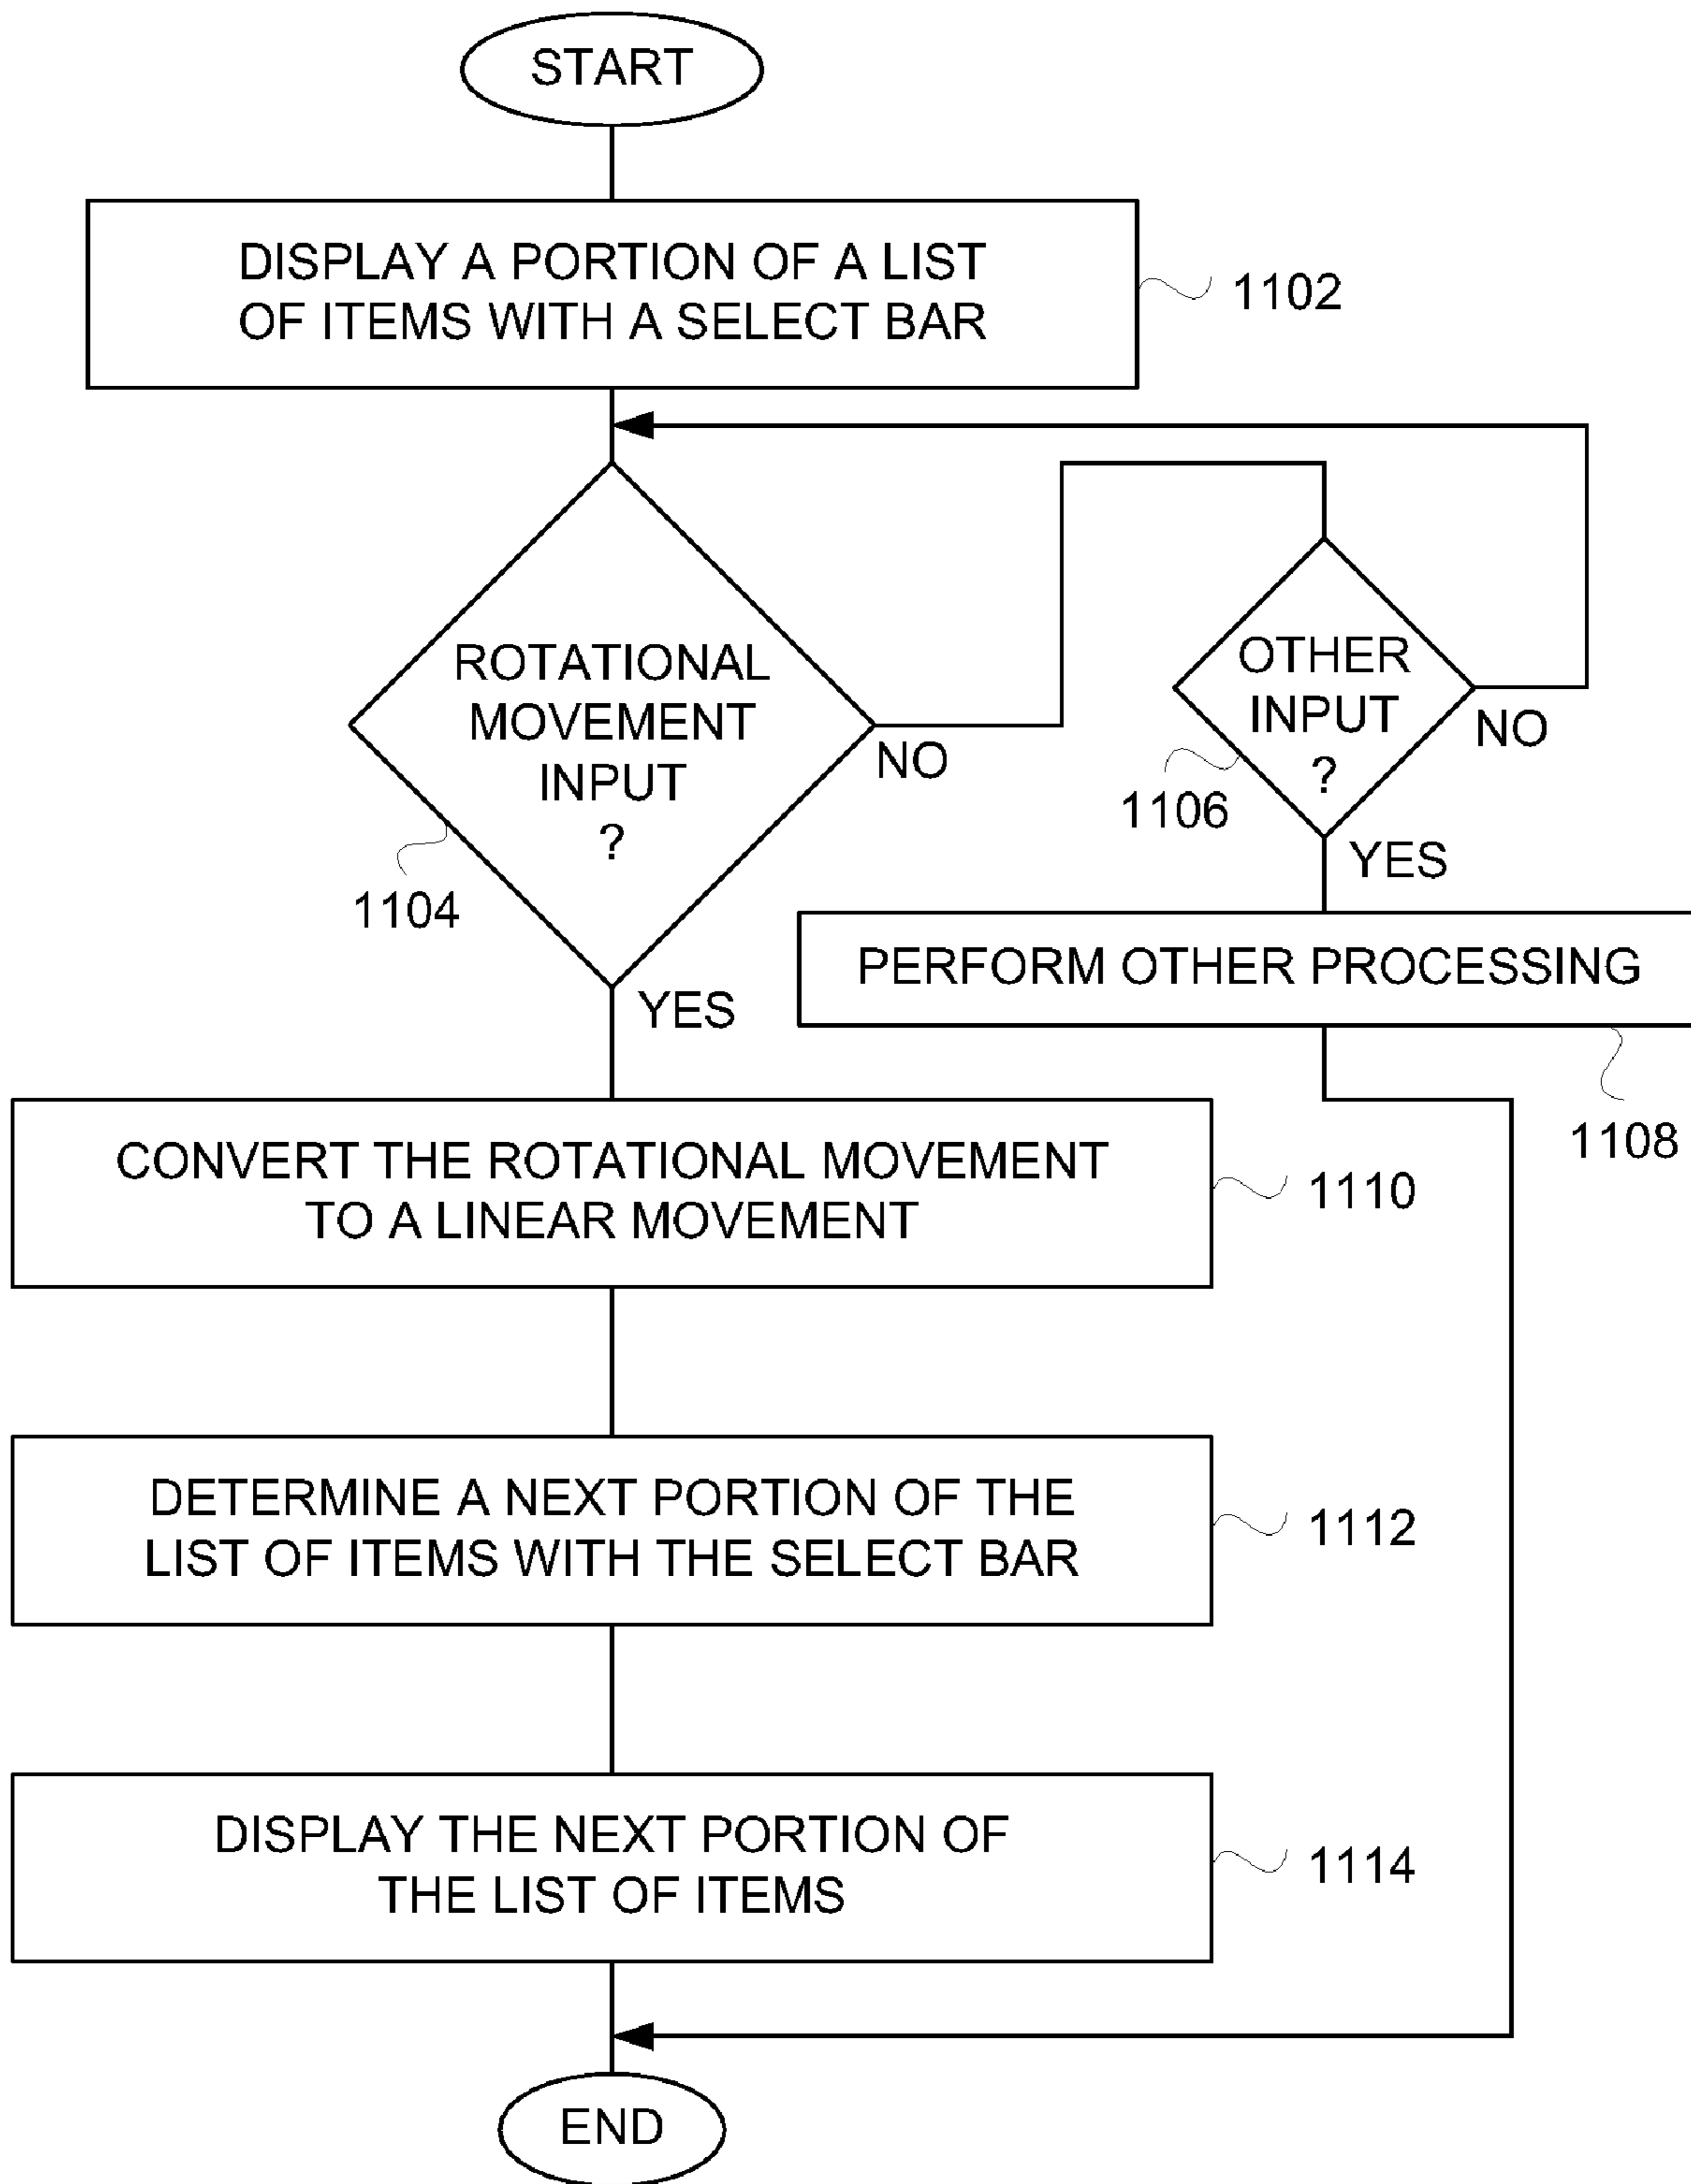 START
DISPLAY A PORTION OF A LIST
OF ITEMS WITH A SELECT BAR
1102
ROTATIONAL
MOVEMENT
INPUT
?
NO
1104
YES
OTHER
INPUT
?
NO
1106
YES
PERFORM OTHER PROCESSING
1108
CONVERT THE ROTATIONAL MOVEMENT
TO A LINEAR MOVEMENT
1110
DETERMINE A NEXT PORTION OF THE
LIST OF ITEMS WITH THE SELECT BAR
1112
DISPLAY THE NEXT PORTION OF
THE LIST OF ITEMS
1114
END